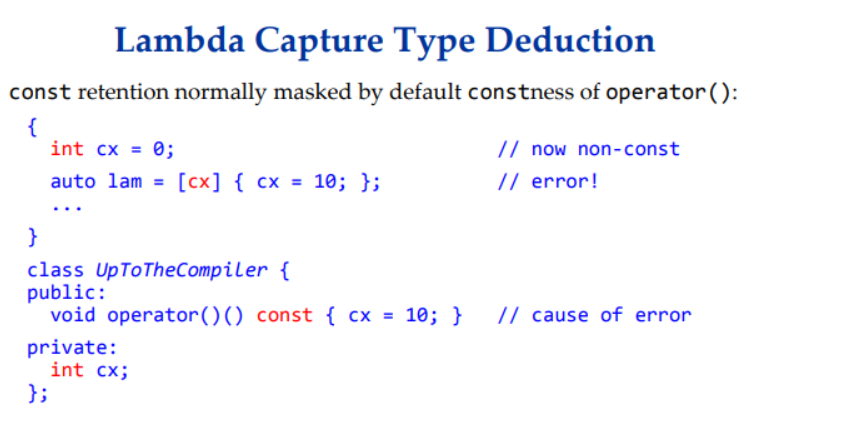 Lambda Capture Type Deduction
const retention normally masked by default constness of operator():
{
int cx = 0; // now non-const
auto lam = [cx] { cx = 10; }; // error!
...
}
class UpToTheCompiler {
public:
void operator()() const { cx = 10; } // cause of error
private:
int cx;
};